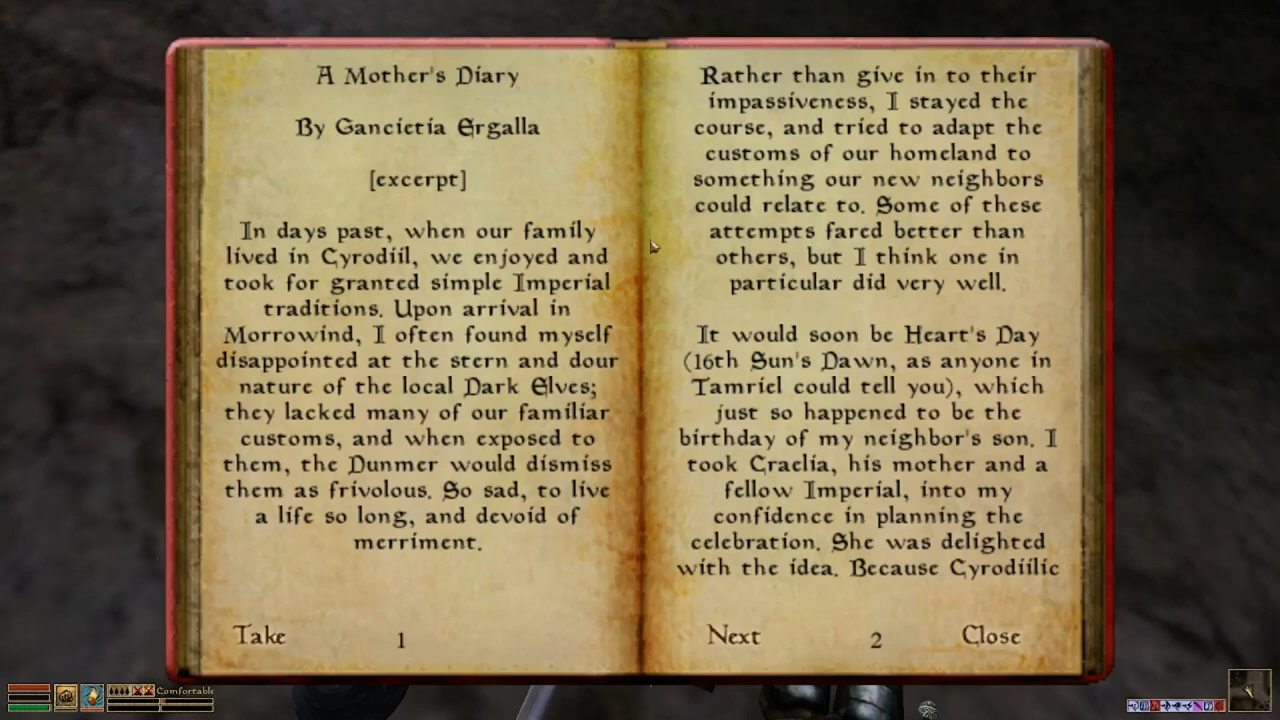 A Mother's Diary
By Gancietia Ergalla
[excerpt]
In days past, when our family
lived in Cyrodiil, we enjoyed and
took for granted simple Imperial
traditions. Upon arrival in
Morrowind, I often found myself
disappointed at the stern and dour
nature of the local Dark Elves;
they lacked many of our familiar
customs, and when exposed to
them, the Dunmer would dismiss
them as frivolous. So sad, to live
a life so long, and devoid of
merriment.
Take
1
Rather than give in to their
impassiveness, I stayed the
course, and tried to adapt the
customs of our homeland to
something our new neighbors
could relate to. Some of these
attempts fared better than
others, but I think one in
particular did very well.
It would soon be Heart's Day
(16th Sun's Dawn, as anyone in
Tamriel could tell you), which
just so happened to be the
birthday of my neighbor's son. I
took Craelia, his mother and a
fellow Imperial, into my
confidence in planning the
celebration. She was delighted
with the idea. Because Cyrodiilic
Next
2
Close
Comfortable